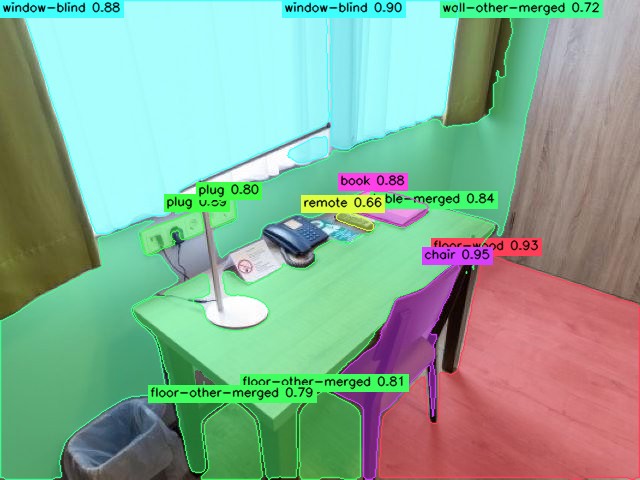 window-blind 0.88
window-blind 0.90
woll-other-merged 0.72
book 0.88
plug 0.80
plug 0.89
remote 0.66
ble-merged 0.84
floor-wood 0.93
chair 0.95
floor-other-merged 0.81
floor-other-merged 0.79